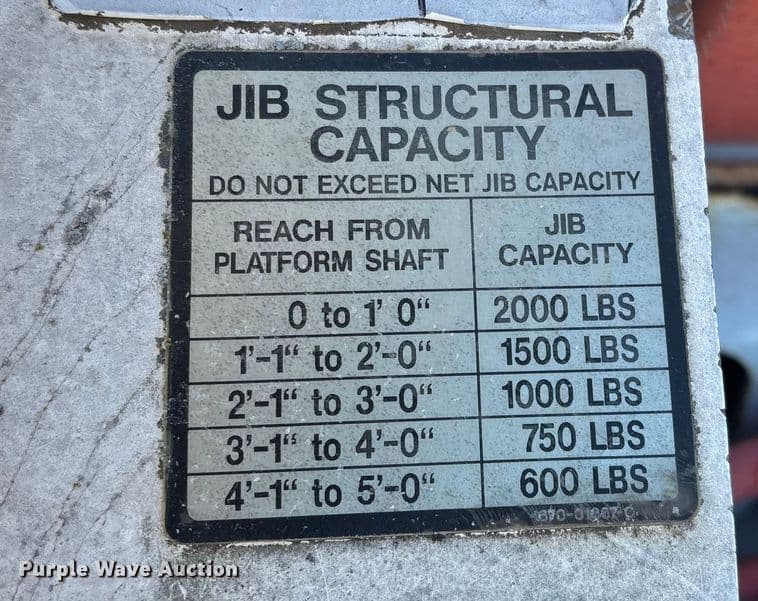 JIB STRUCTURAL
CAPACITY
DO NOT EXCEED NET JIB CAPACITY
REACH FROM
PLATFORM SHAFT
JIB
CAPACITY
0 to 1' 0“ 2000 LBS
1'-1“ to 2'-0“ 1500 LBS
2'-1“ to 3'-0“ 1000 LBS
3'-1“ to 4'-0“ 750 LBS
4'-1“ to 5'-0“ 600 LBS
Purple Wave Auction